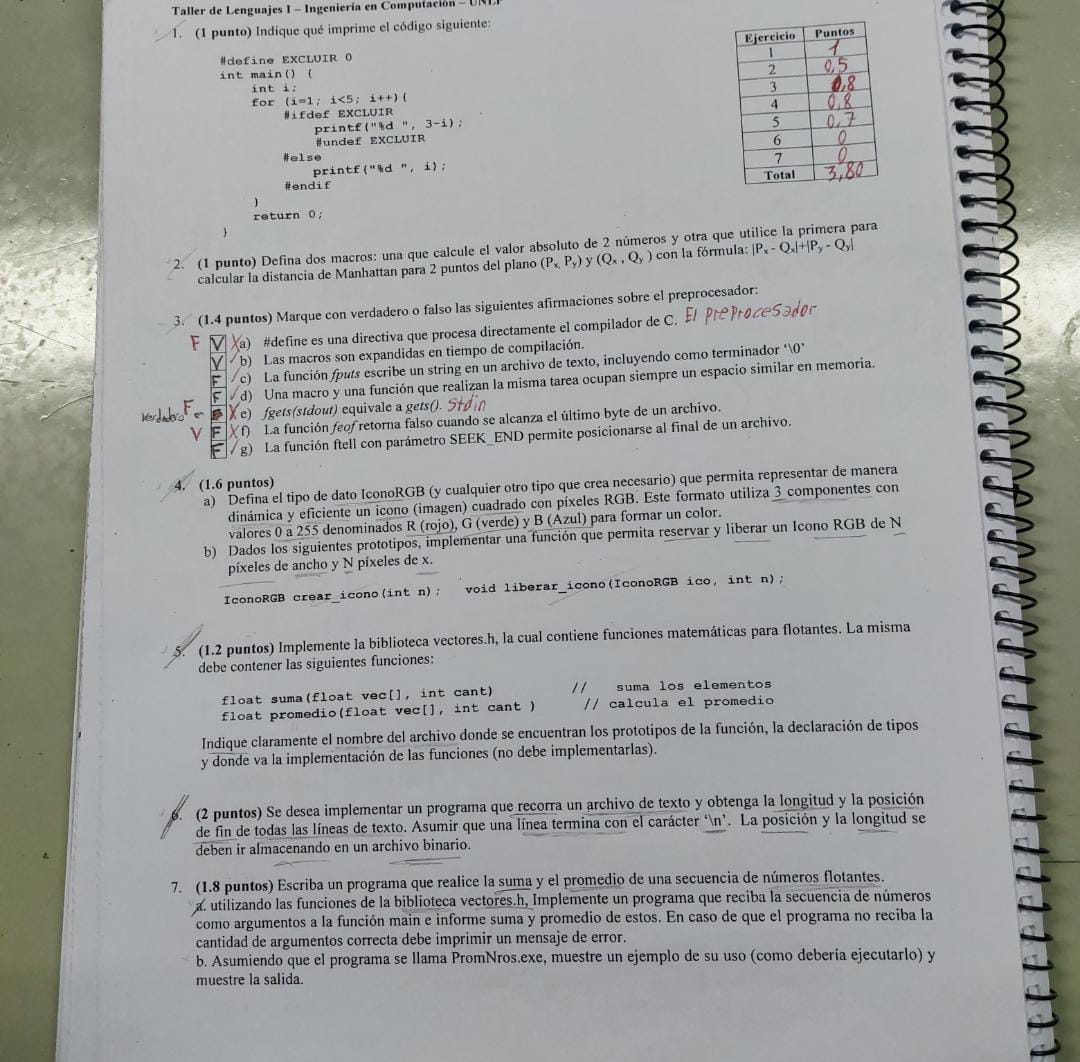 Taller de Lenguajes I – Ingeniería en Computación – UNLP
1. (1 punto) Indique qué imprime el código siguiente:
#define EXCLUIR 0
int main() {
int i;
for (i=1; i<5; i++){
#ifdef EXCLUIR
printf("%d ", 3-i);
#undef EXCLUIR
#else
printf("%d ", i);
#endif
}
return 0;
}
Ejercicio Puntos
1 1
2 0,5
3 0,8
4 0,8
5 0,7
6 0
7 0
Total 3,80
2. (1 punto) Defina dos macros: una que calcule el valor absoluto de 2 números y otra que utilice la primera para
calcular la distancia de Manhattan para 2 puntos del plano (Px, Py) y (Qx , Qy ) con la fórmula: |Px - Qx|+|Py - Qy|
3. (1.4 puntos) Marque con verdadero o falso las siguientes afirmaciones sobre el preprocesador:
F V X a) #define es una directiva que procesa directamente el compilador de C. El preprocesador
V b) Las macros son expandidas en tiempo de compilación.
F c) La función fputs escribe un string en un archivo de texto, incluyendo como terminador ‘\0’
F d) Una macro y una función que realizan la misma tarea ocupan siempre un espacio similar en memoria.
verdadero F X e) fgets(stdout) equivale a gets(). Stdin
V F X f) La función feof retorna falso cuando se alcanza el último byte de un archivo.
F g) La función ftell con parámetro SEEK_END permite posicionarse al final de un archivo.
4. (1.6 puntos)
a) Defina el tipo de dato IconoRGB (y cualquier otro tipo que crea necesario) que permita representar de manera
dinámica y eficiente un icono (imagen) cuadrado con píxeles RGB. Este formato utiliza 3 componentes con
valores 0 a 255 denominados R (rojo), G (verde) y B (Azul) para formar un color.
b) Dados los siguientes prototipos, implementar una función que permita reservar y liberar un Icono RGB de N
píxeles de ancho y N píxeles de x.
IconoRGB crear_icono(int n); void liberar_icono(IconoRGB ico, int n);
5. (1.2 puntos) Implemente la biblioteca vectores.h, la cual contiene funciones matemáticas para flotantes. La misma
debe contener las siguientes funciones:
float suma(float vec[], int cant) // suma los elementos
float promedio(float vec[], int cant ) // calcula el promedio
Indique claramente el nombre del archivo donde se encuentran los prototipos de la función, la declaración de tipos
y donde va la implementación de las funciones (no debe implementarlas).
6. (2 puntos) Se desea implementar un programa que recorra un archivo de texto y obtenga la longitud y la posición
de fin de todas las líneas de texto. Asumir que una línea termina con el carácter ‘\n’. La posición y la longitud se
deben ir almacenando en un archivo binario.
7. (1.8 puntos) Escriba un programa que realice la suma y el promedio de una secuencia de números flotantes.
a. utilizando las funciones de la biblioteca vectores.h, Implemente un programa que reciba la secuencia de números
como argumentos a la función main e informe suma y promedio de estos. En caso de que el programa no reciba la
cantidad de argumentos correcta debe imprimir un mensaje de error.
b. Asumiendo que el programa se llama PromNros.exe, muestre un ejemplo de su uso (como debería ejecutarlo) y
muestre la salida.